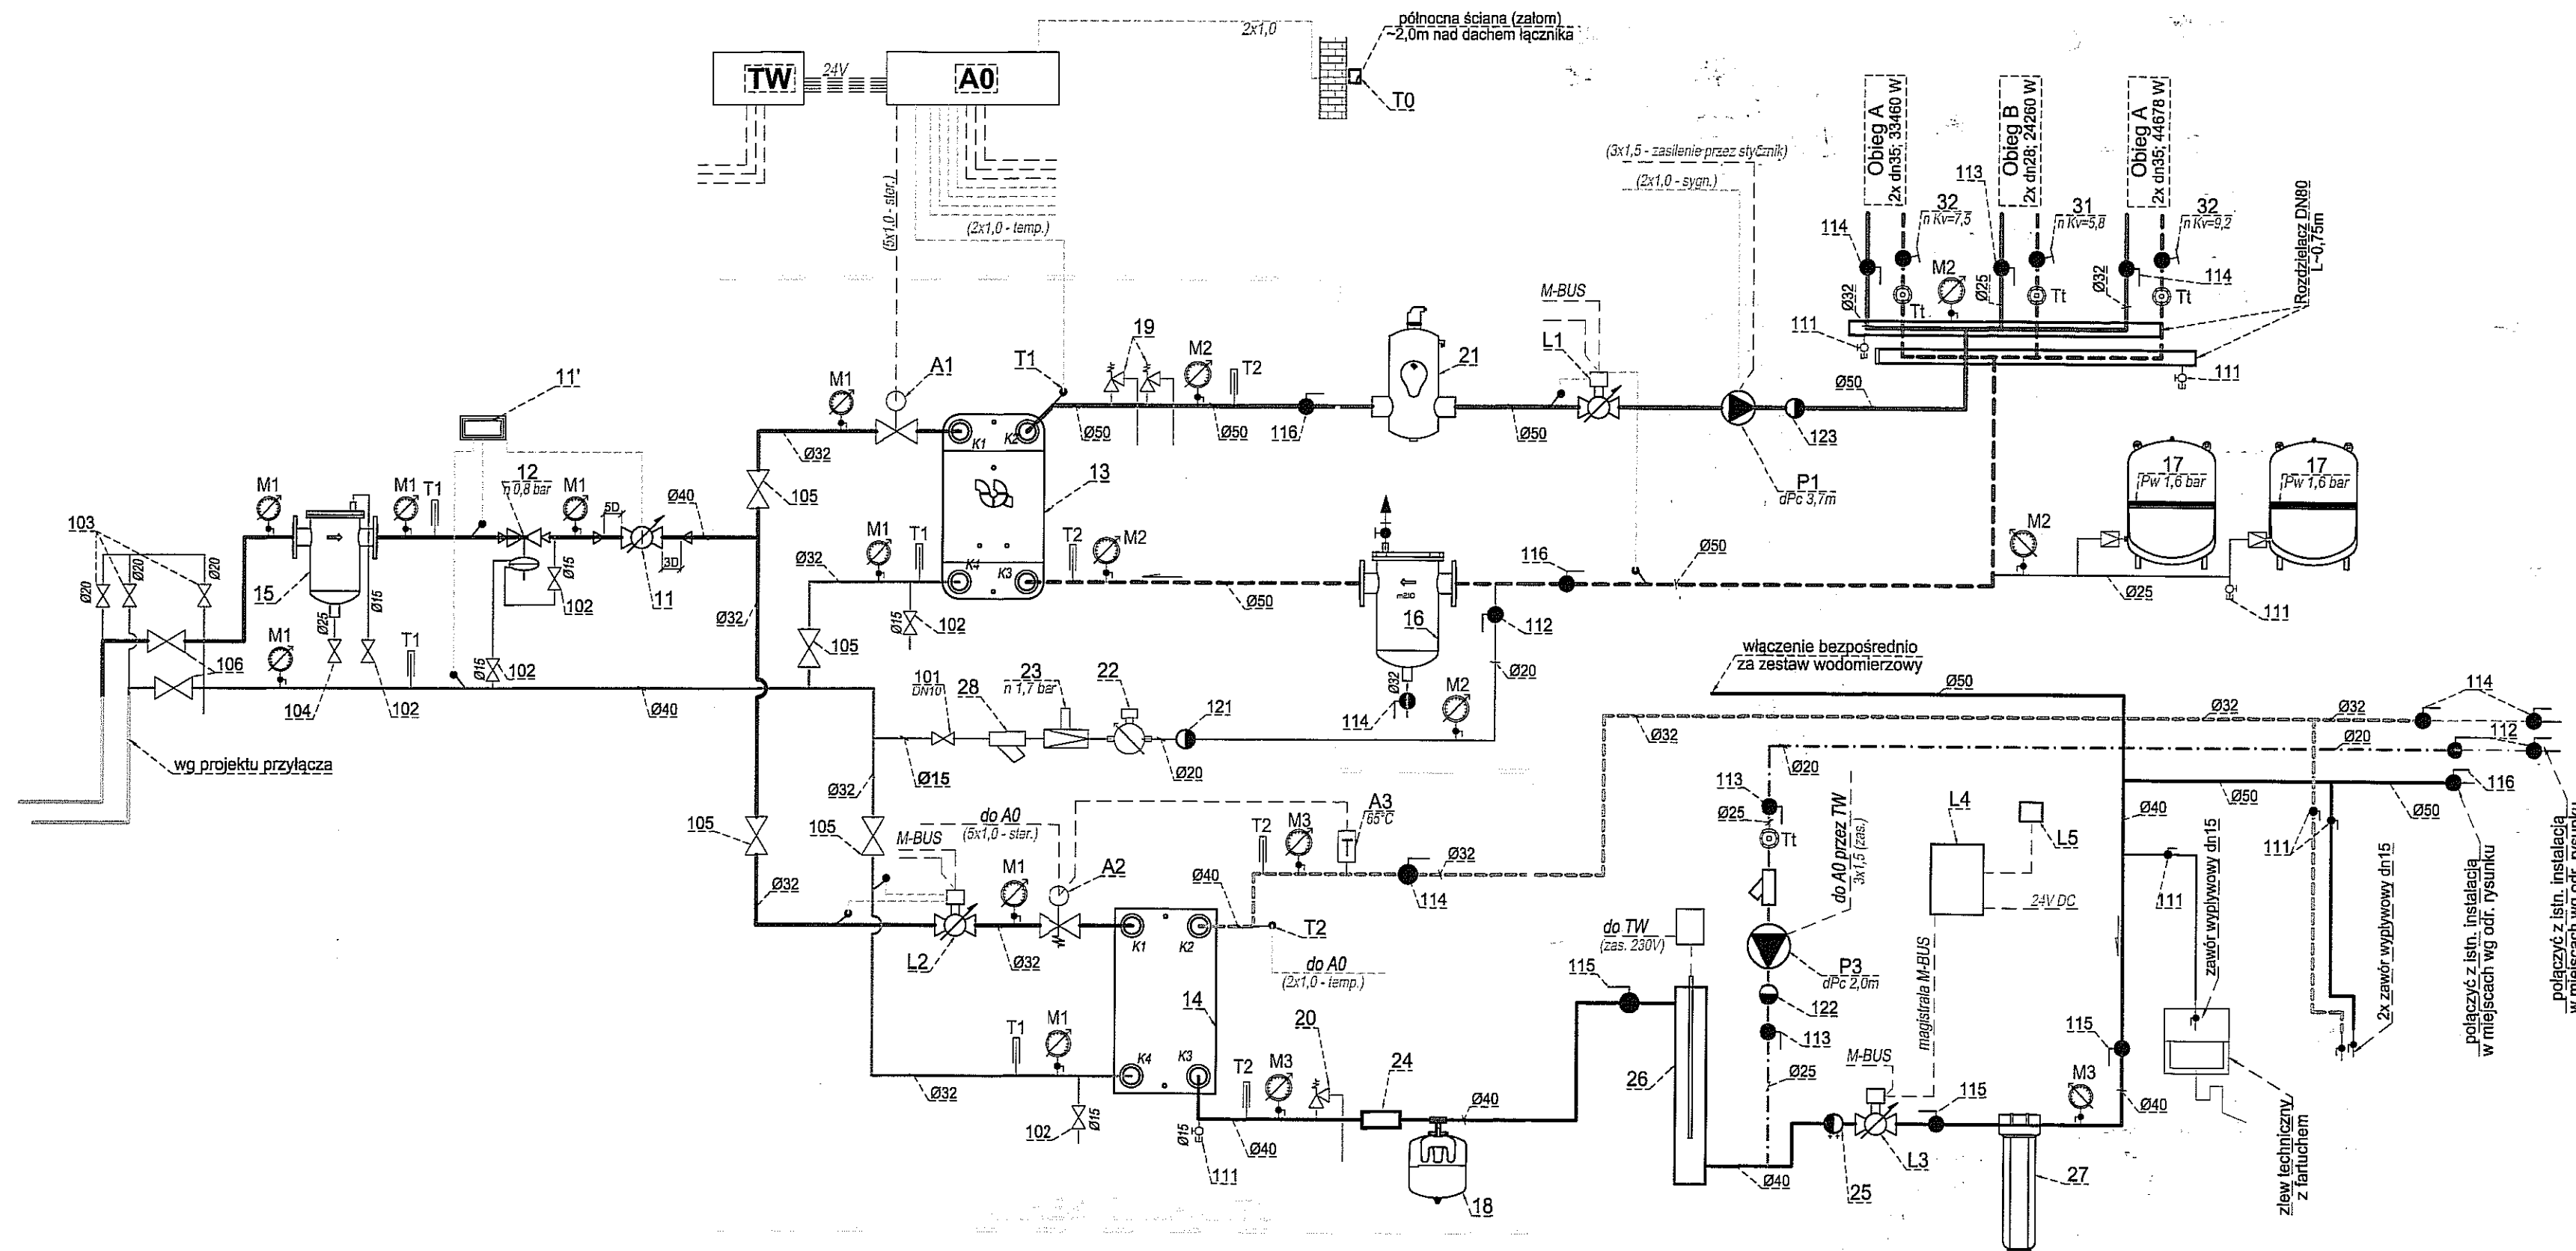 TW
24V
A0
2x1,0
północna ściana (załom)
~2,0m nad dachem łącznika
T0
(5x1,0 - ster.)
(2x1,0 - temp.)
(3x1,5 - zasilenie przez stycznik)
(2x1,0 - sygn.)
Obieg A
2x dn35; 33460 W
Obieg B
2x dn28; 24260 W
Obieg A
2x dn35; 44678 W
114
32
n Kv=7,5
113
31
n Kv=5,8
32
n Kv=9,2
114
M2
Ø32
Tt
Ø25
Tt
Ø32
Tt
Rozdzielacz DN80
L~0,75m
111
111
11'
M1
A1
T1
19
M2
T2
116
21
M-BUS
L1
Ø50
Ø50
Ø50
P1
dPc 3,7m
123
Ø50
K1
K2
K4
K3
13
Ø32
105
103
Ø20
Ø20
Ø20
M1
15
M1
T1
12
n 0,8 bar
M1
5D
3D
Ø40
11
Ø15
102
Ø15
102
Ø25
Ø15
104
102
106
M1
T1
Ø40
wg projektu przyłącza
Ø32
M1
T1
Ø32
105
Ø15
102
T2
M2
Ø50
16
Ø32
114
116
112
Ø20
Ø50
M2
17
Pw 1,6 bar
17
Pw 1,6 bar
Ø25
111
101
DN10
28
23
n 1,7 bar
22
121
M2
Ø15
Ø20
włączenie bezpośrednio
za zestaw wodomierzowy
Ø50
Ø32
Ø32
Ø32
114
Ø20
Ø20
112
116
Ø50
Ø50
Ø40
111
111
zawór wypływowy dn15
2x zawór wypływowy dn15
połączyć z istn. instalacją
w miejscach wg odr. rysunku
połączyć z istn. instalacją
w miejscach wg odr. rysunku
zlew techniczny
z fartuchem
Ø32
105
105
Ø32
M-BUS
do A0
(5x1,0 - ster.)
L2
M1
A2
Ø32
T2
M3
A3
65°C
114
Ø32
Ø40
T2
do A0
(2x1,0 - temp.)
K1
K2
K4
K3
14
T1
M1
Ø32
102
Ø15
Ø15
111
T2
M3
20
Ø40
24
Ø40
18
115
do TW
(zas. 230V)
26
113
Ø25
Tt
do A0 przez TW
3x1,5 (zas.)
P3
dPc 2,0m
122
113
Ø25
Ø40
L4
L5
24V DC
magistrala M-BUS
M-BUS
25
L3
115
27
M3
115
Ø40